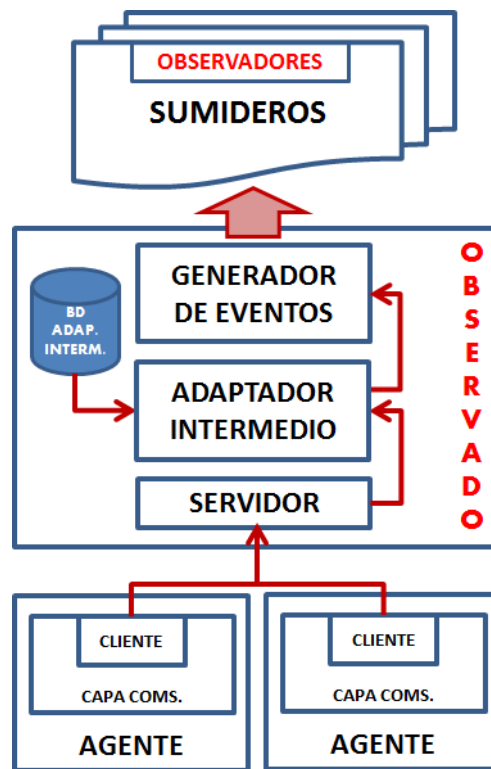 OBSERVADORES
SUMIDEROS
GENERADOR
DE EVENTOS
BD
ADAP.
INTERM.
ADAPTADOR
INTERMEDIO
SERVIDOR
OBSERVADO
CLIENTE
CAPA COMS.
AGENTE
CLIENTE
CAPA COMS.
AGENTE